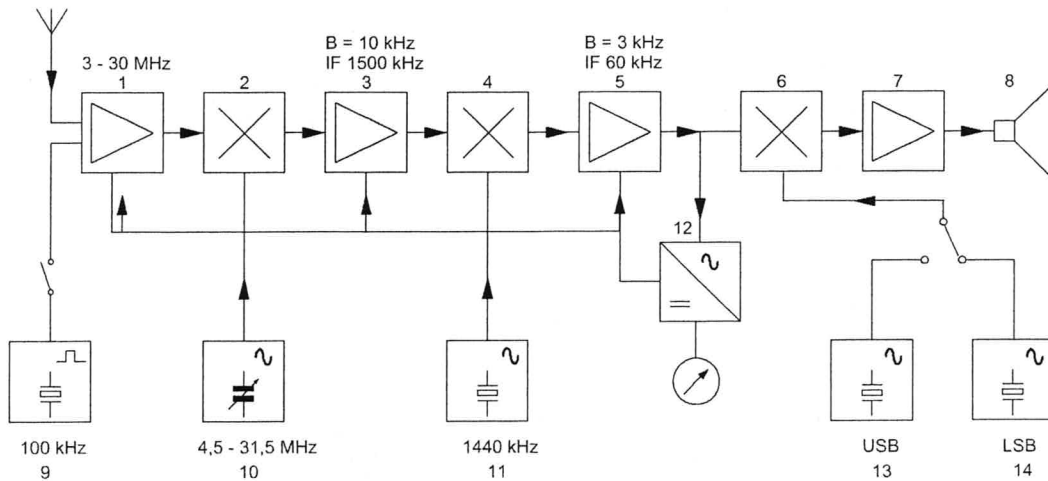 B = 10 kHz
IF 1500 kHz
B = 3 kHz
IF 60 kHz
3 - 30 MHz
1
2
3
4
5
6
7
8
12
100 kHz
9
4,5 - 31,5 MHz
10
1440 kHz
11
USB
13
LSB
14